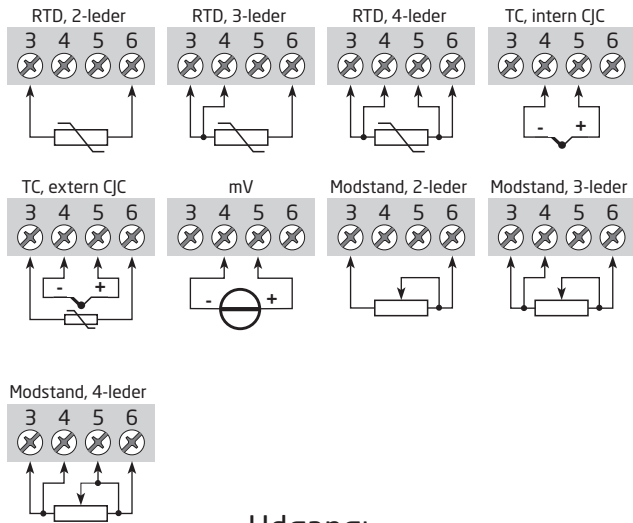 RTD, 2-leder RTD, 3-leder RTD, 4-leder TC, intern CJC
3 4 5 6 3 4 5 6 3 4 5 6 3 4 5 6
- +
TC, extern CJC mV Modstand, 2-leder Modstand, 3-leder
3 4 5 6 3 4 5 6 3 4 5 6 3 4 5 6
- + - +
Modstand, 4-leder
3 4 5 6